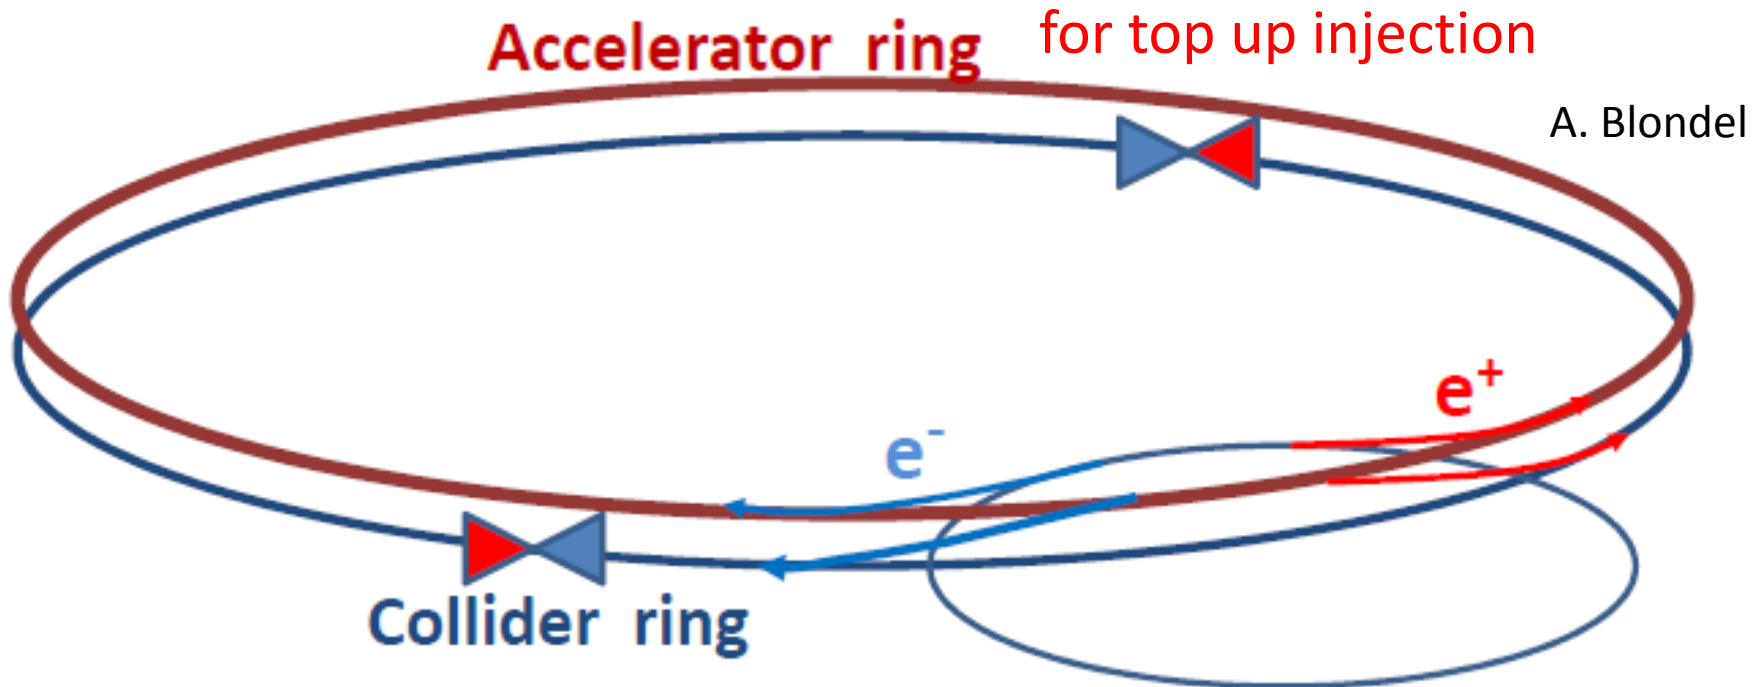 Accelerator ring for top up injection
A. Blondel
e+
e-
Collider ring